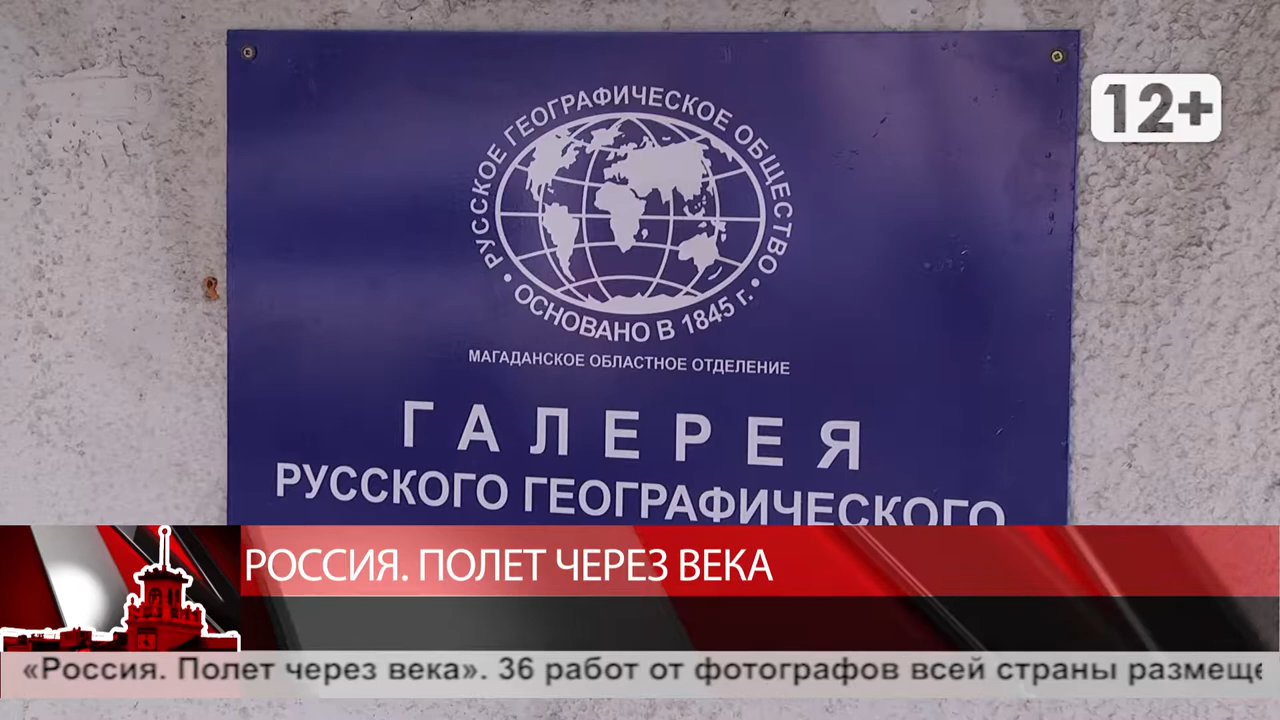 12+
• РУССКОЕ ГЕОГРАФИЧЕСКОЕ ОБЩЕСТВО •
ОСНОВАНО В 1845 г.
МАГАДАНСКОЕ ОБЛАСТНОЕ ОТДЕЛЕНИЕ
ГАЛЕРЕЯ
РУССКОГО ГЕОГРАФИЧЕСКОГО
РОССИЯ. ПОЛЕТ ЧЕРЕЗ ВЕКА
«Россия. Полет через века». 36 работ от фотографов всей страны размеще